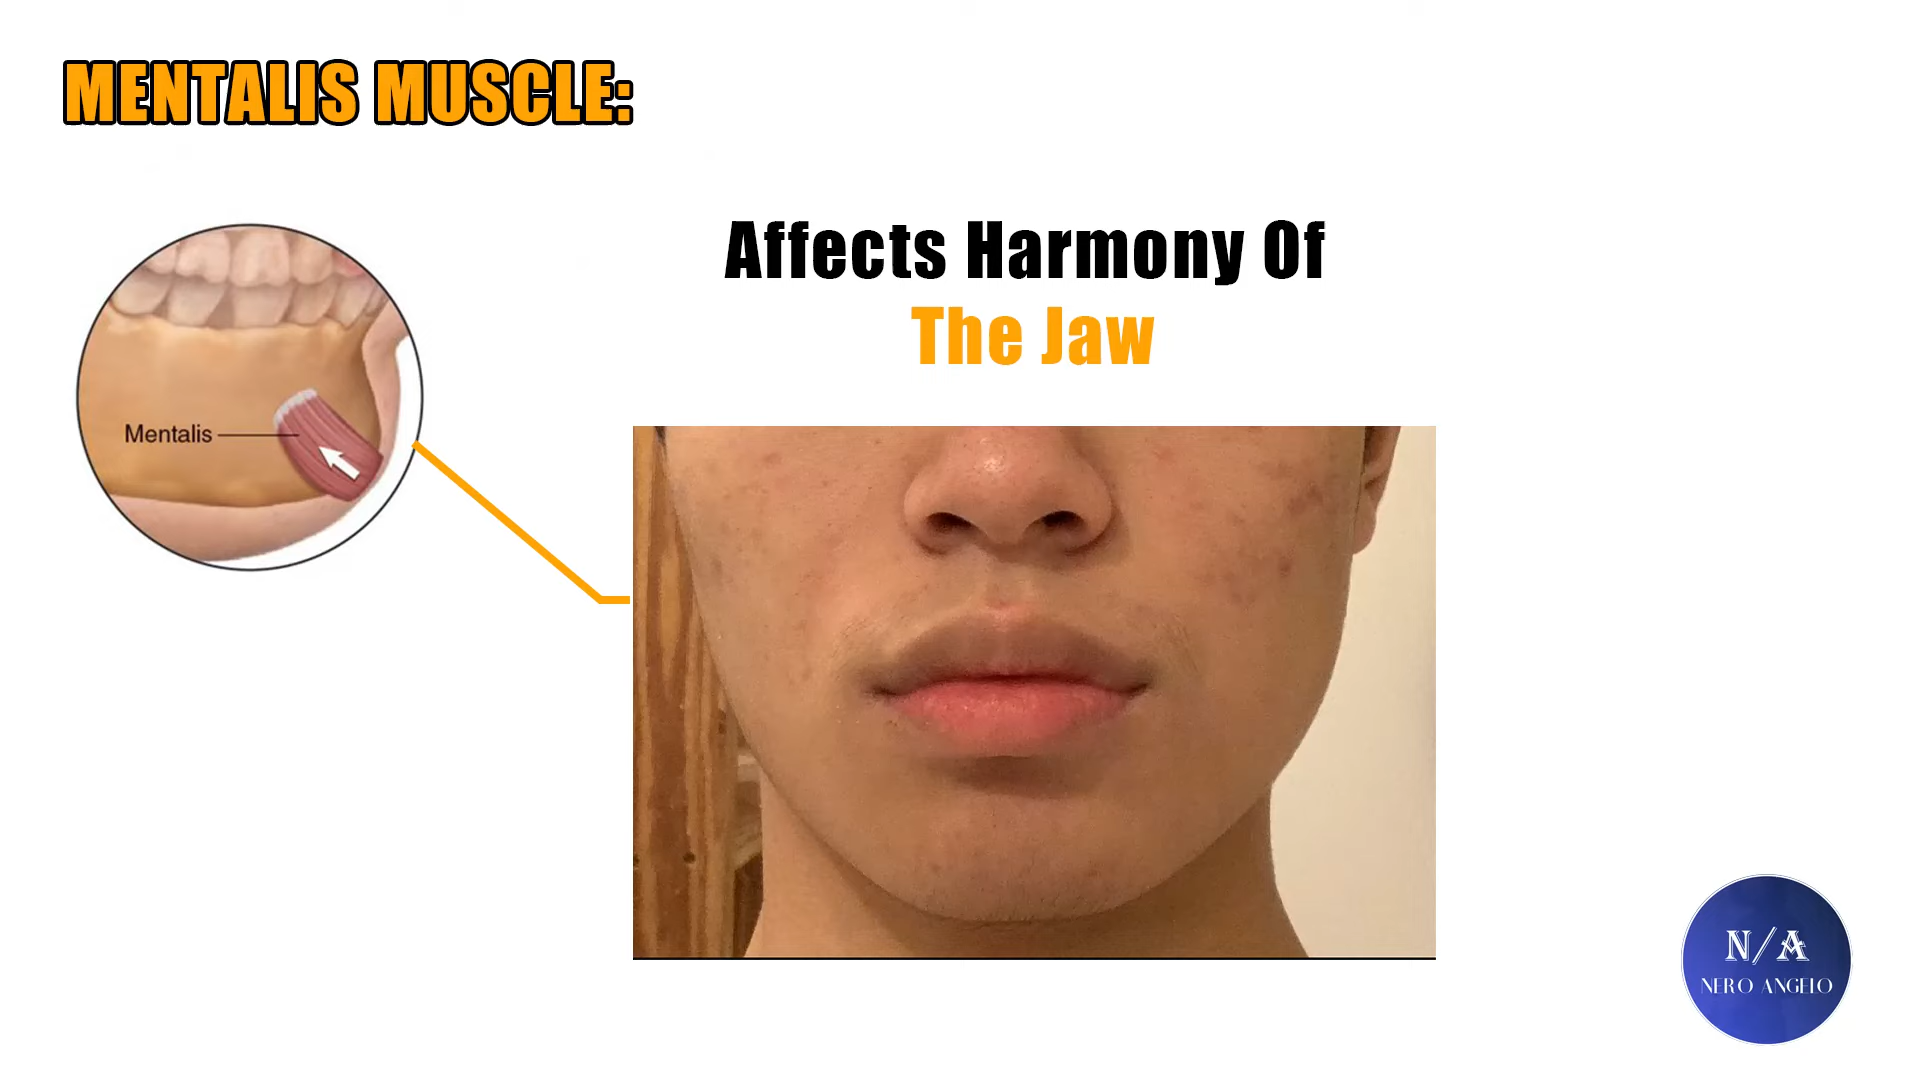 MENTALIS MUSCLE:
Affects Harmony Of
The Jaw
Mentalis
N/A
NERO ANGELO